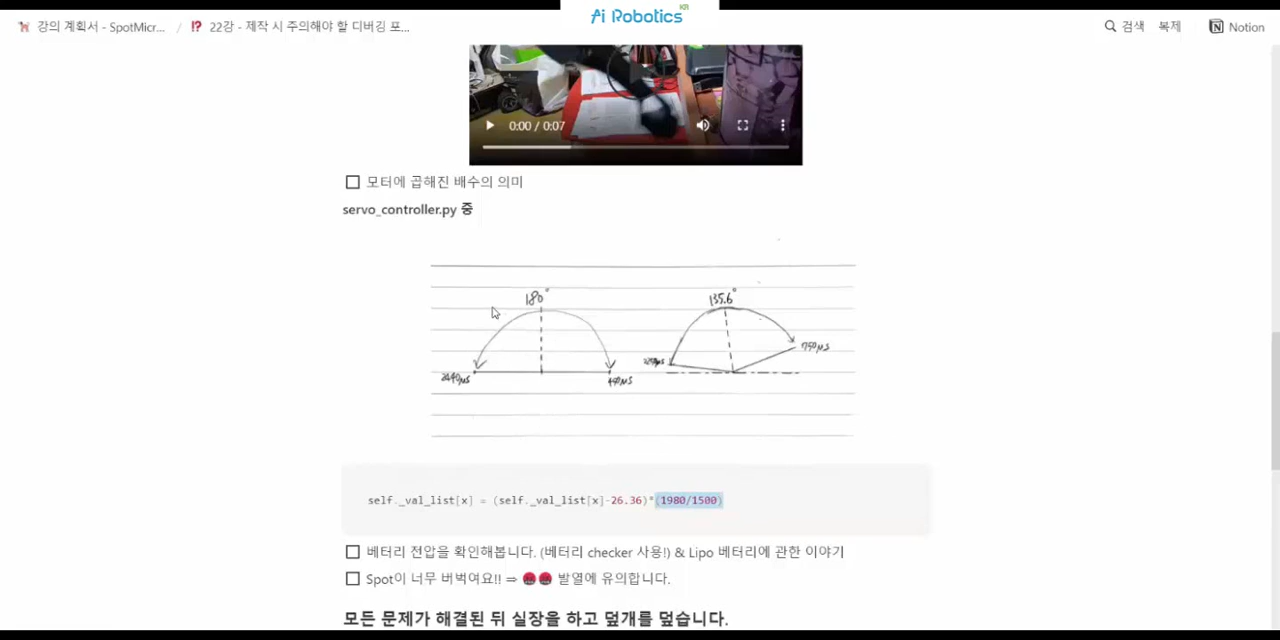 Ai Robotics KR
강의 계획서 - SpotMicr... / ⁉ 22강 - 제작 시 주의해야 할 디버깅 포...
검색 복제 Notion
0:00 / 0:07
모터에 곱해진 배수의 의미
servo_controller.py 중
180° 135.6°
750μs
2440μs
self._val_list[x] = (self._val_list[x]-26.36)*(1980/1500)
베터리 전압을 확인해봅니다. (베터리 checker 사용!) & Lipo 베터리에 관한 이야기
Spot이 너무 버벅여요!! ⇒ 🤬🤬 발열에 유의합니다.
모든 문제가 해결된 뒤 실장을 하고 덮개를 덮습니다.